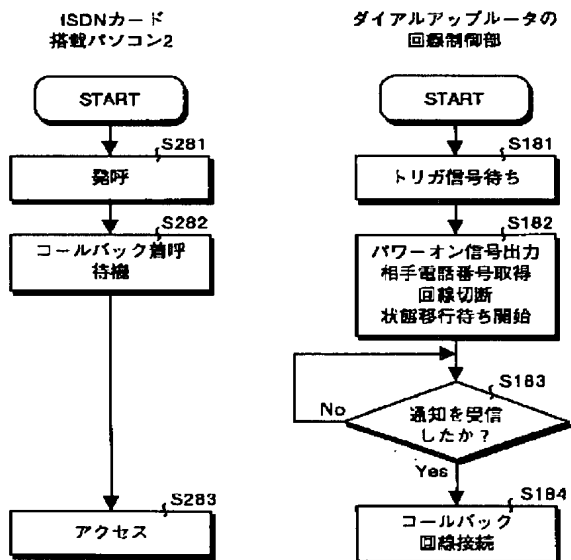 ISDNカード
搭載パソコン2
START
S281
発呼
S282
コールバック着呼
待機
S283
アクセス
ダイアルアップルータの
回線制御部
START
S181
トリガ信号待ち
S182
パワーオン信号出力
相手電話番号取得
回線切断
状態移行待ち開始
S183
通知を受信
したか？
No
Yes
S184
コールバック
回線接続